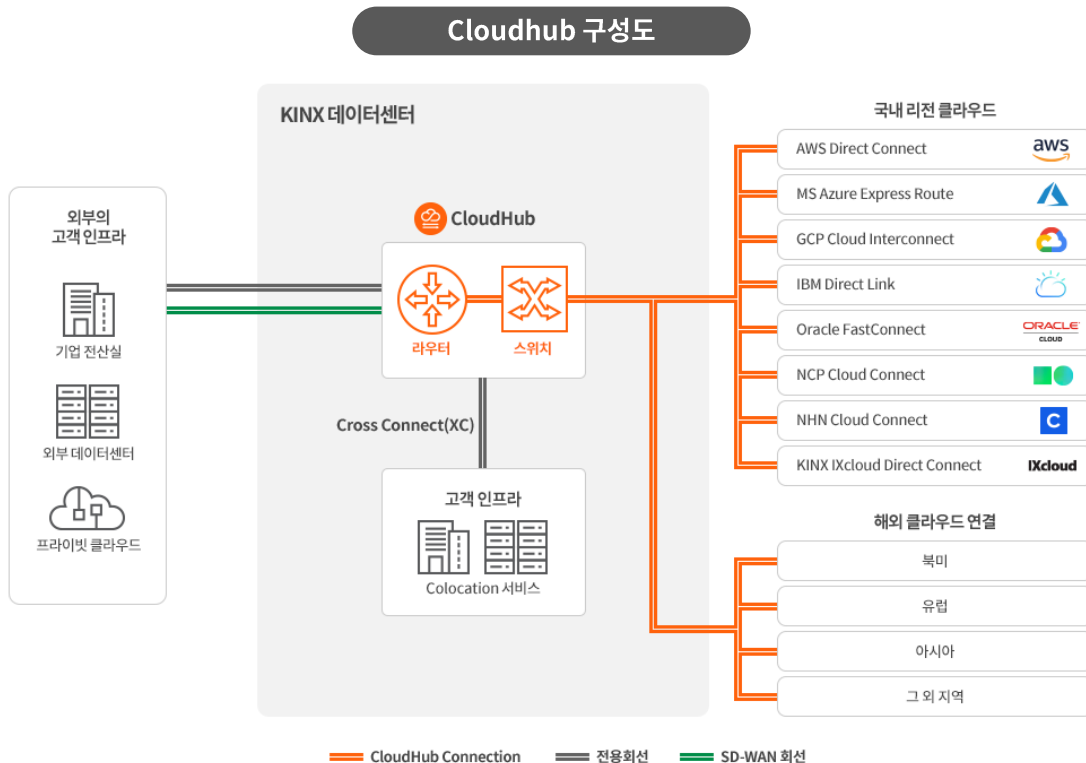 Cloudhub 구성도
KINX 데이터센터
외부의
고객 인프라
기업 전산실
외부 데이터센터
프라이빗 클라우드
CloudHub
라우터
스위치
Cross Connect(XC)
고객 인프라
Colocation 서비스
국내 리전 클라우드
AWS Direct Connect
aws
MS Azure Express Route
GCP Cloud Interconnect
IBM Direct Link
Oracle FastConnect
ORACLE
CLOUD
NCP Cloud Connect
NHN Cloud Connect
C
KINX IXcloud Direct Connect
IXcloud
해외 클라우드 연결
북미
유럽
아시아
그 외 지역
CloudHub Connection
전용회선
SD-WAN 회선